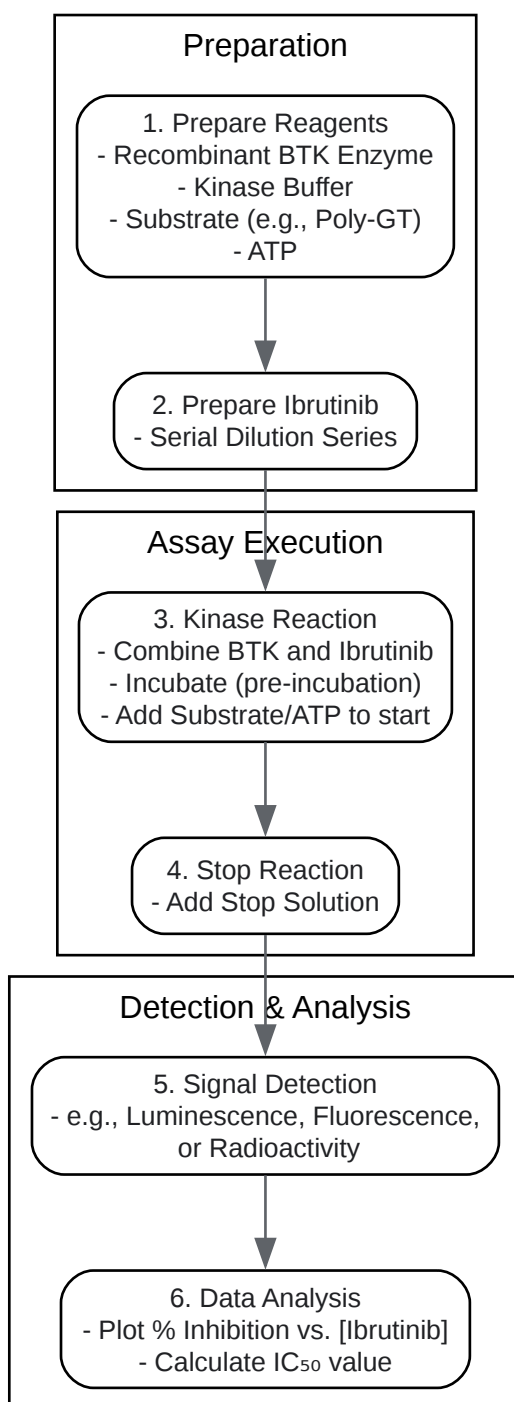 Preparation
1. Prepare Reagents
- Recombinant BTK Enzyme
- Kinase Buffer
- Substrate (e.g., Poly-GT)
- ATP
2. Prepare Ibrutinib
- Serial Dilution Series
Assay Execution
3. Kinase Reaction
- Combine BTK and Ibrutinib
- Incubate (pre-incubation)
- Add Substrate/ATP to start
4. Stop Reaction
- Add Stop Solution
Detection & Analysis
5. Signal Detection
- e.g., Luminescence, Fluorescence,
or Radioactivity
6. Data Analysis
- Plot % Inhibition vs. [Ibrutinib]
- Calculate IC₅₀ value